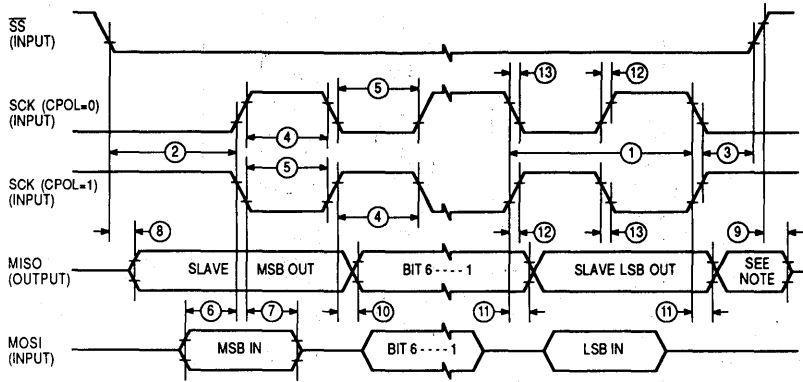 SS
(INPUT)
13
12
5
SCK (CPOL=0)
(INPUT)
4
2
5
1
3
SCK (CPOL=1)
(INPUT)
4
12
13
8
9
MISO
(OUTPUT)
SLAVE MSB OUT
BIT 6 - - - - 1
SLAVE LSB OUT
SEE
NOTE
6
7
10
11
11
MOSI
(INPUT)
MSB IN
BIT 6 - - - - 1
LSB IN